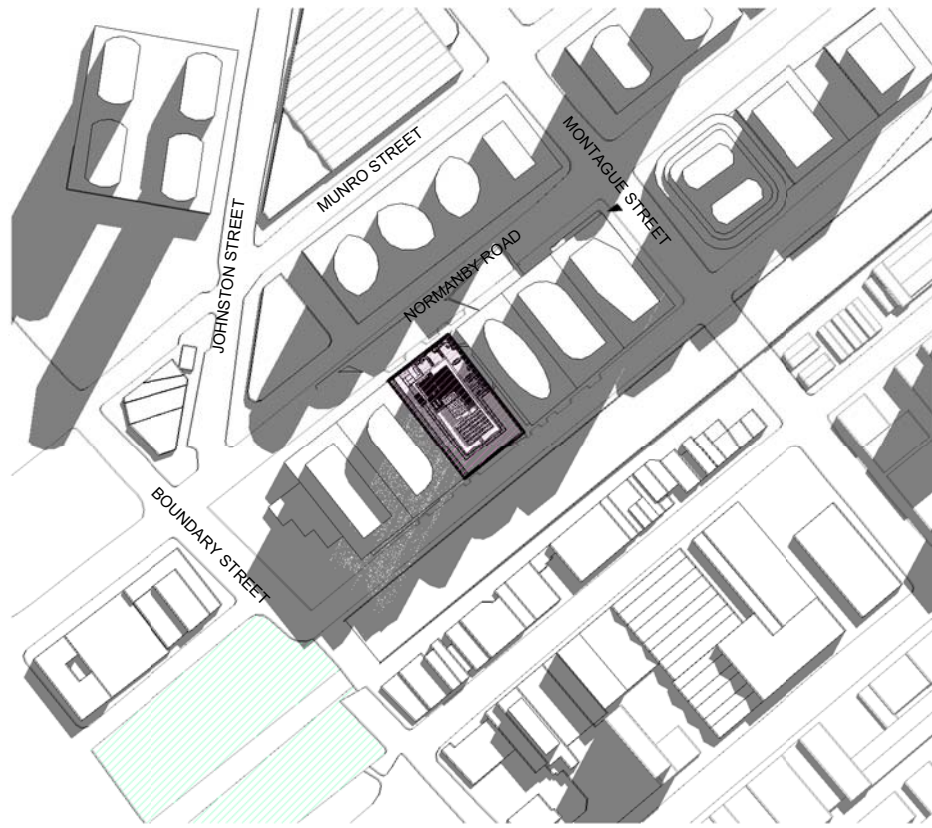 MUNRO STREET
MONTAGUE STREET
JOHNSTON STREET
NORMANBY ROAD
BOUNDARY STREET